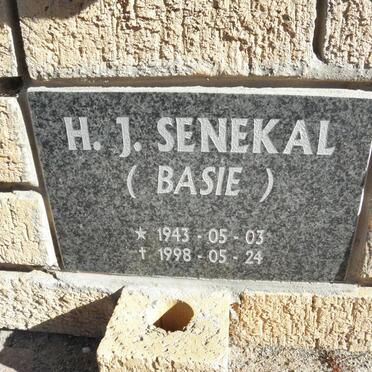 H. J. SENEKAL
( BASIE )
* 1943 - 05 - 03
† 1998 - 05 - 24